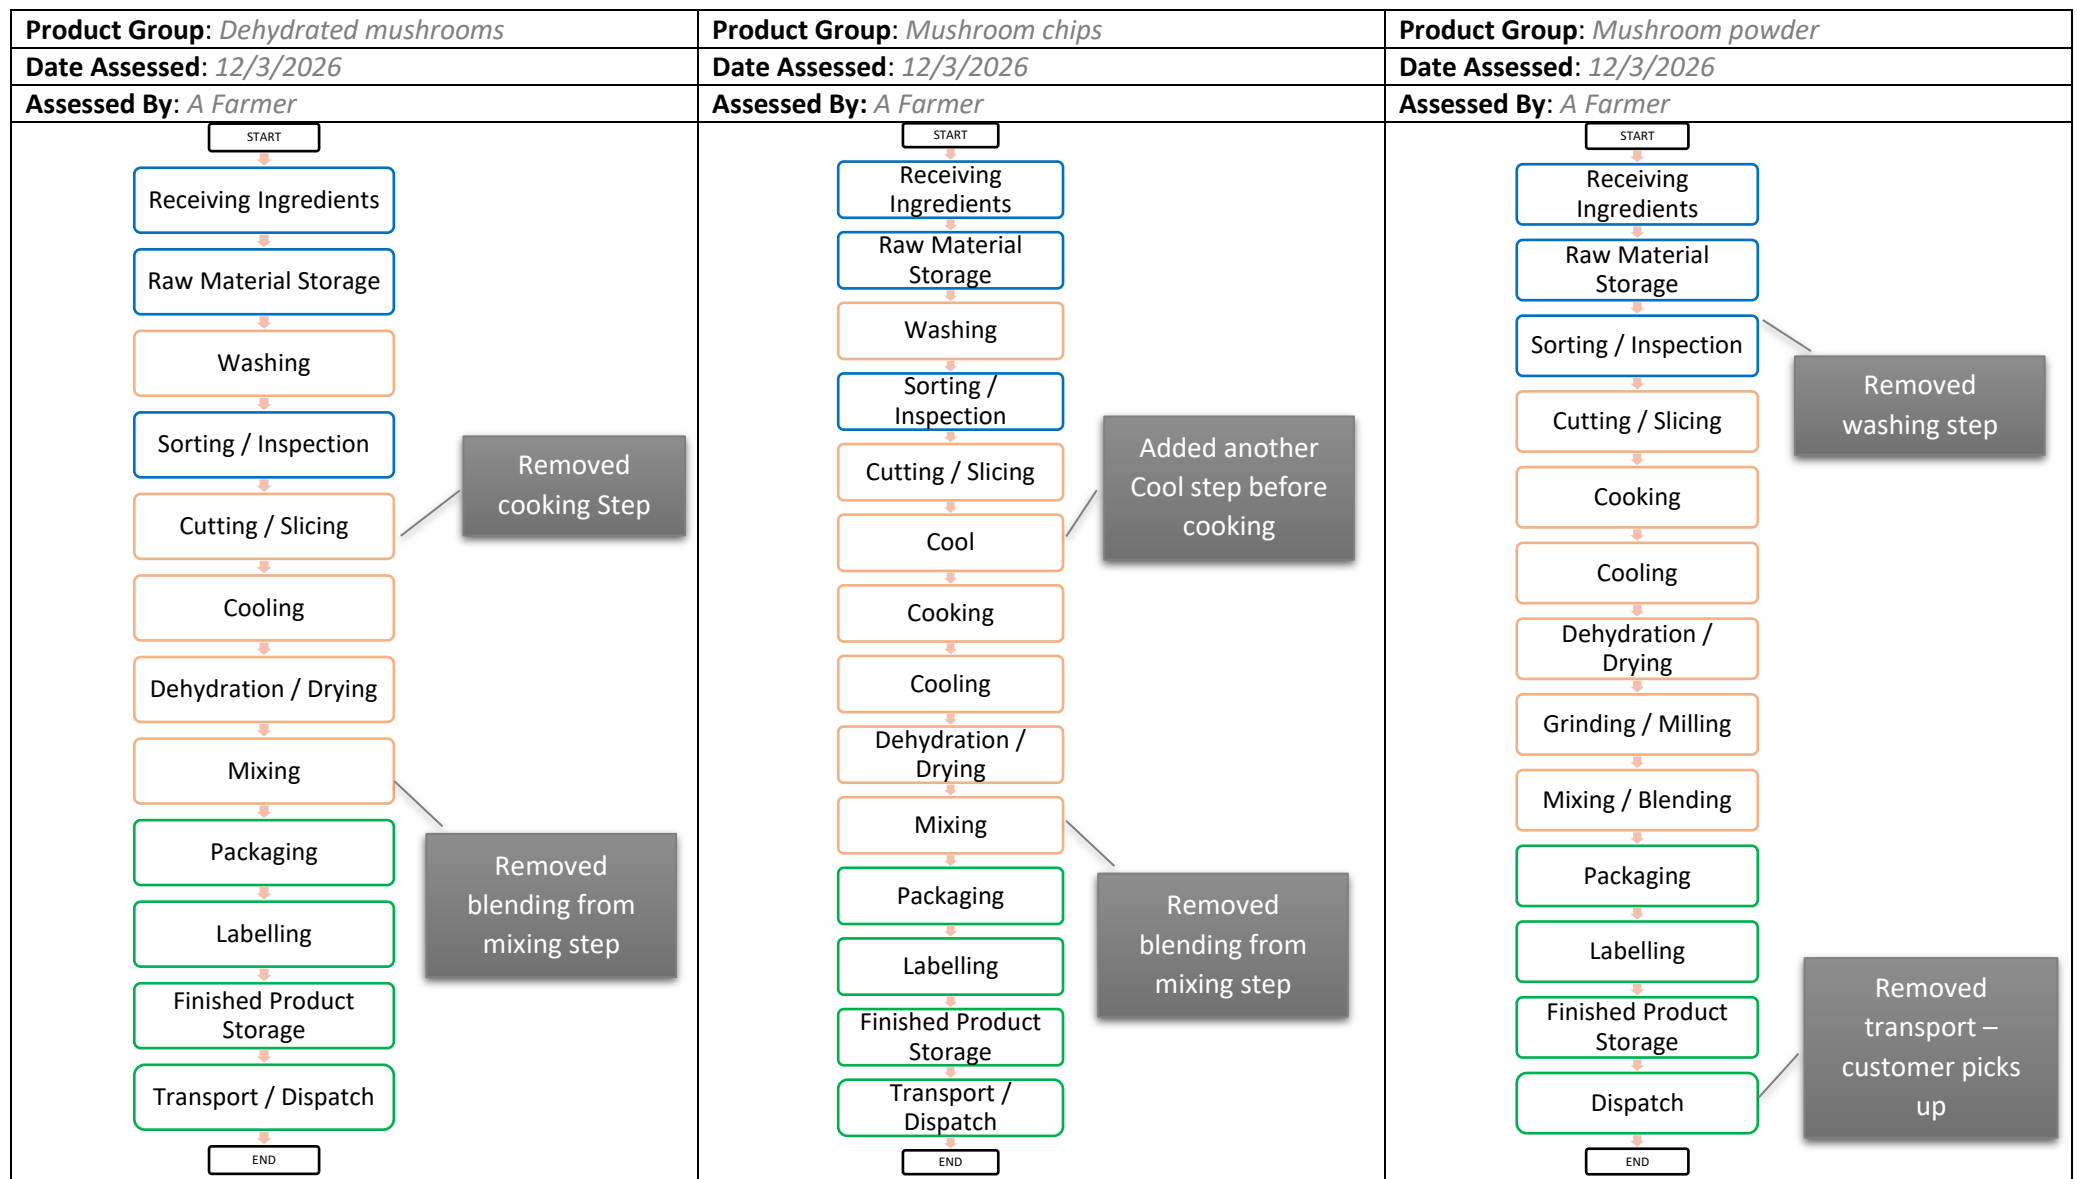 Product Group: Dehydrated mushrooms
Date Assessed: 12/3/2026
Assessed By: A Farmer
START
Receiving Ingredients
Raw Material Storage
Washing
Sorting / Inspection
Cutting / Slicing
Removed
cooking Step
Cooling
Dehydration / Drying
Mixing
Removed
blending from
mixing step
Packaging
Labelling
Finished Product
Storage
Transport / Dispatch
END
Product Group: Mushroom chips
Date Assessed: 12/3/2026
Assessed By: A Farmer
START
Receiving
Ingredients
Raw Material
Storage
Washing
Sorting /
Inspection
Cutting / Slicing
Cool
Added another
Cool step before
cooking
Cooking
Cooling
Dehydration /
Drying
Mixing
Removed
blending from
mixing step
Packaging
Labelling
Finished Product
Storage
Transport /
Dispatch
END
Product Group: Mushroom powder
Date Assessed: 12/3/2026
Assessed By: A Farmer
START
Receiving
Ingredients
Raw Material
Storage
Sorting / Inspection
Removed
washing step
Cutting / Slicing
Cooking
Cooling
Dehydration /
Drying
Grinding / Milling
Mixing / Blending
Packaging
Labelling
Finished Product
Storage
Dispatch
Removed
transport –
customer picks
up
END